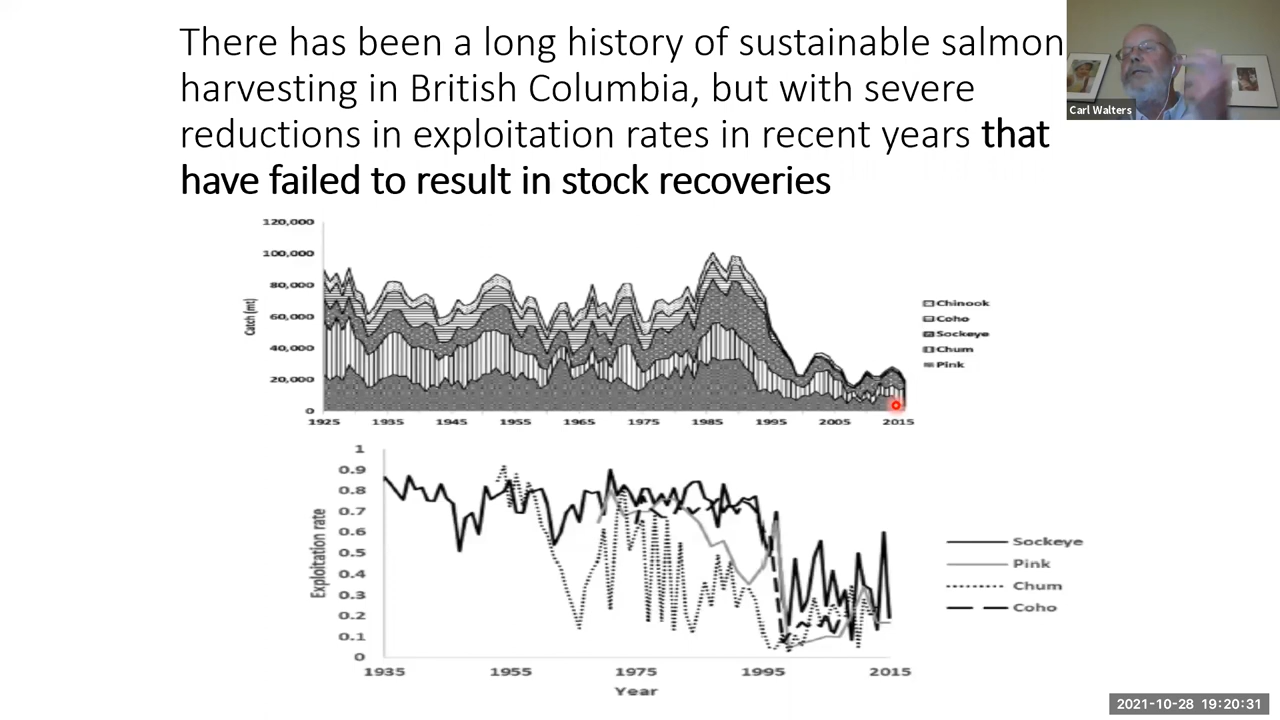 There has been a long history of sustainable salmon
harvesting in British Columbia, but with severe
reductions in exploitation rates in recent years that
have failed to result in stock recoveries
Carl Walters
120,000
100,000
80,000
60,000
40,000
20,000
0
Catch (mt)
1925
1935
1945
1955
1965
1975
1985
1995
2005
2015
Chinook
Coho
Sockeye
Chum
Pink
1
0.9
0.8
0.7
0.6
0.5
0.4
0.3
0.2
0.1
0
Exploitation rate
1935
1955
1975
1995
2015
Year
Sockeye
Pink
Chum
Coho
2021-10-28 19:20:31